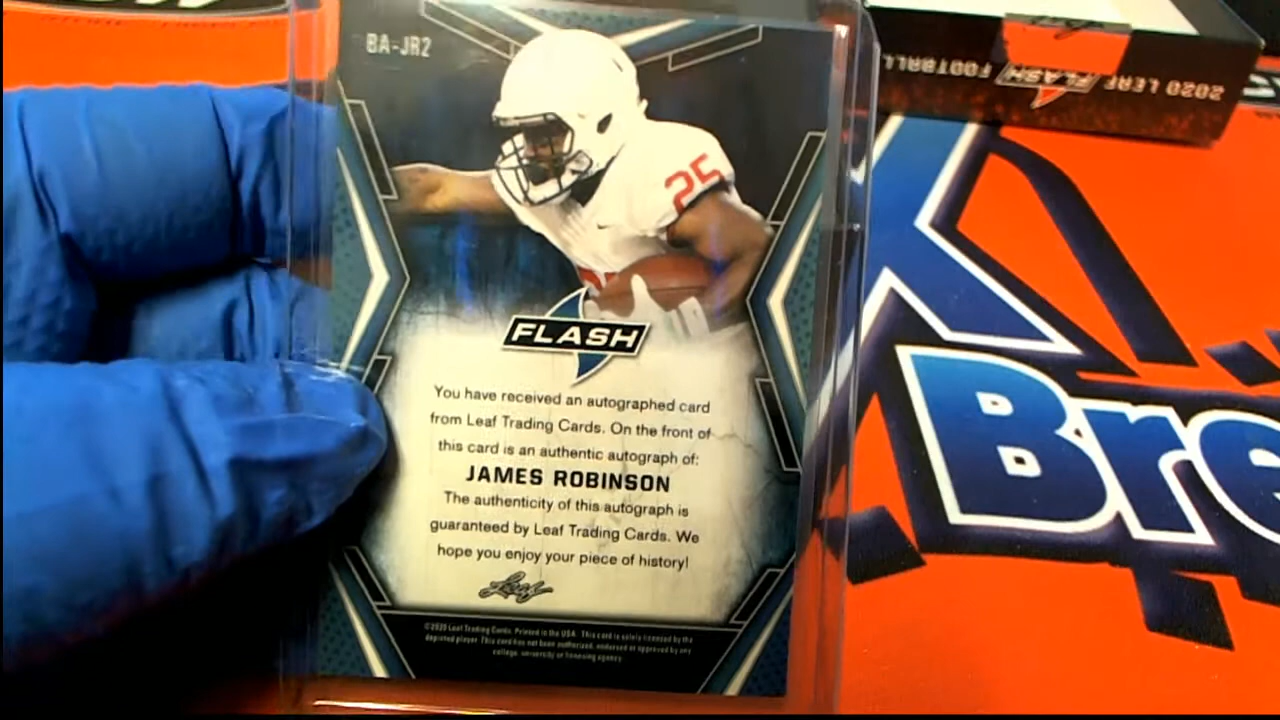 BA-JR2
25
FLASH
You have received an autographed card
from Leaf Trading Cards. On the front of
this card is an authentic autograph of:
JAMES ROBINSON
The authenticity of this autograph is
guaranteed by Leaf Trading Cards. We
hope you enjoy your piece of history!
Leaf
©2020 Leaf Trading Cards. Printed in the USA. This card is solely licensed by the
depicted player. This card has not been authorized, endorsed or approved by any
college, university or licensing agency.
2020 LEAF FLASH FOOTBALL
X
Bre